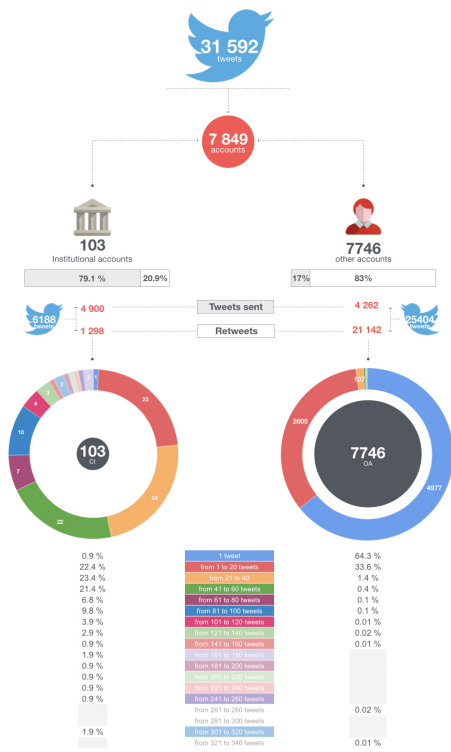 31 592
tweets
7 849
accounts
103
Institutional accounts
7746
other accounts
79.1 % 20.9%
17% 83%
6188
tweets
4 900
Tweets sent
4 262
25404
tweets
1 298
Retweets
21 142
1
23
24
22
7
10
4
3
2
2
103
CI
107
2605
4977
7746
OA
0.9 % 1 tweet 64.3 %
22.4 % from 1 to 20 tweets 33.6 %
23.4 % from 21 to 40 1.4 %
21.4 % from 41 to 60 tweets 0.4 %
6.8 % from 61 to 80 tweets 0.1 %
9.8 % from 81 to 100 tweets 0.1 %
3.9 % from 101 to 120 tweets 0.01 %
2.9 % from 121 to 140 tweets 0.02 %
0.9 % from 141 to 160 tweets 0.01 %
1.9 % from 161 to 180 tweets
0.9 % from 181 to 200 tweets
0.9 % from 201 to 220 tweets
0.9 % from 221 to 240 tweets
0.9 % from 241 to 260 tweets
from 261 to 280 tweets 0.02 %
from 281 to 300 tweets
1.9 % from 301 to 320 tweets
from 321 to 340 tweets 0.01 %